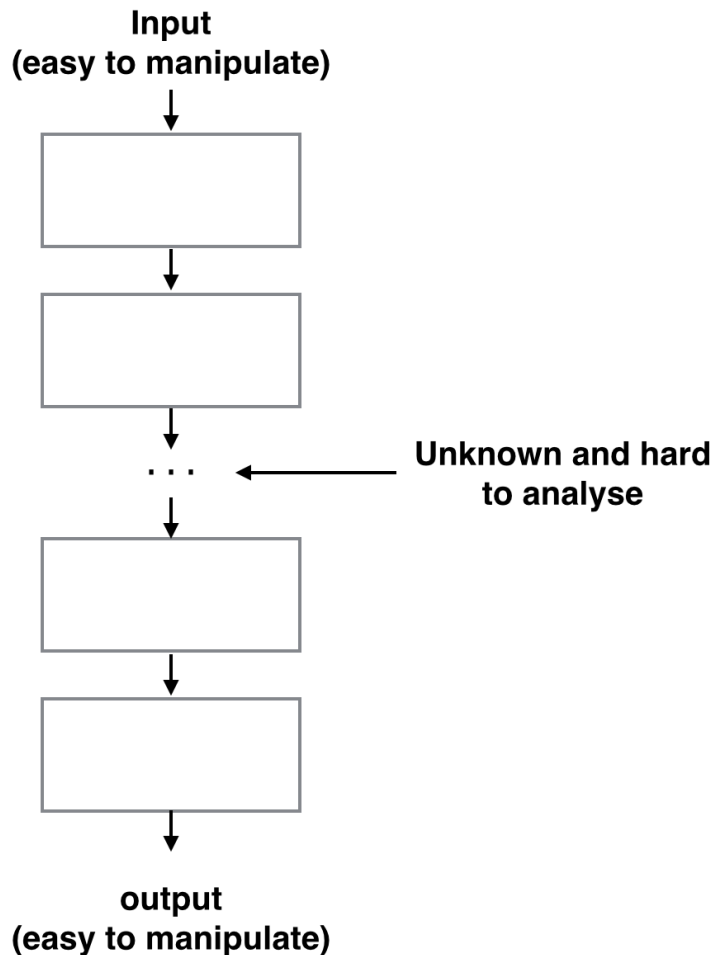 Input
(easy to manipulate)
. . .
Unknown and hard
to analyse
output
(easy to manipulate)